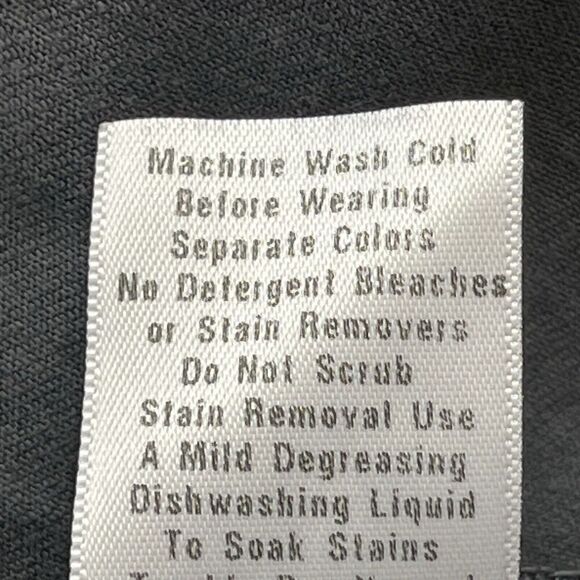 Machine Wash Cold
Before Wearing
Separate Colors
No Detergent Bleaches
or Stain Removers
Do Not Scrub
Stain Removal Use
A Mild Degreasing
Dishwashing Liquid
To Soak Stains